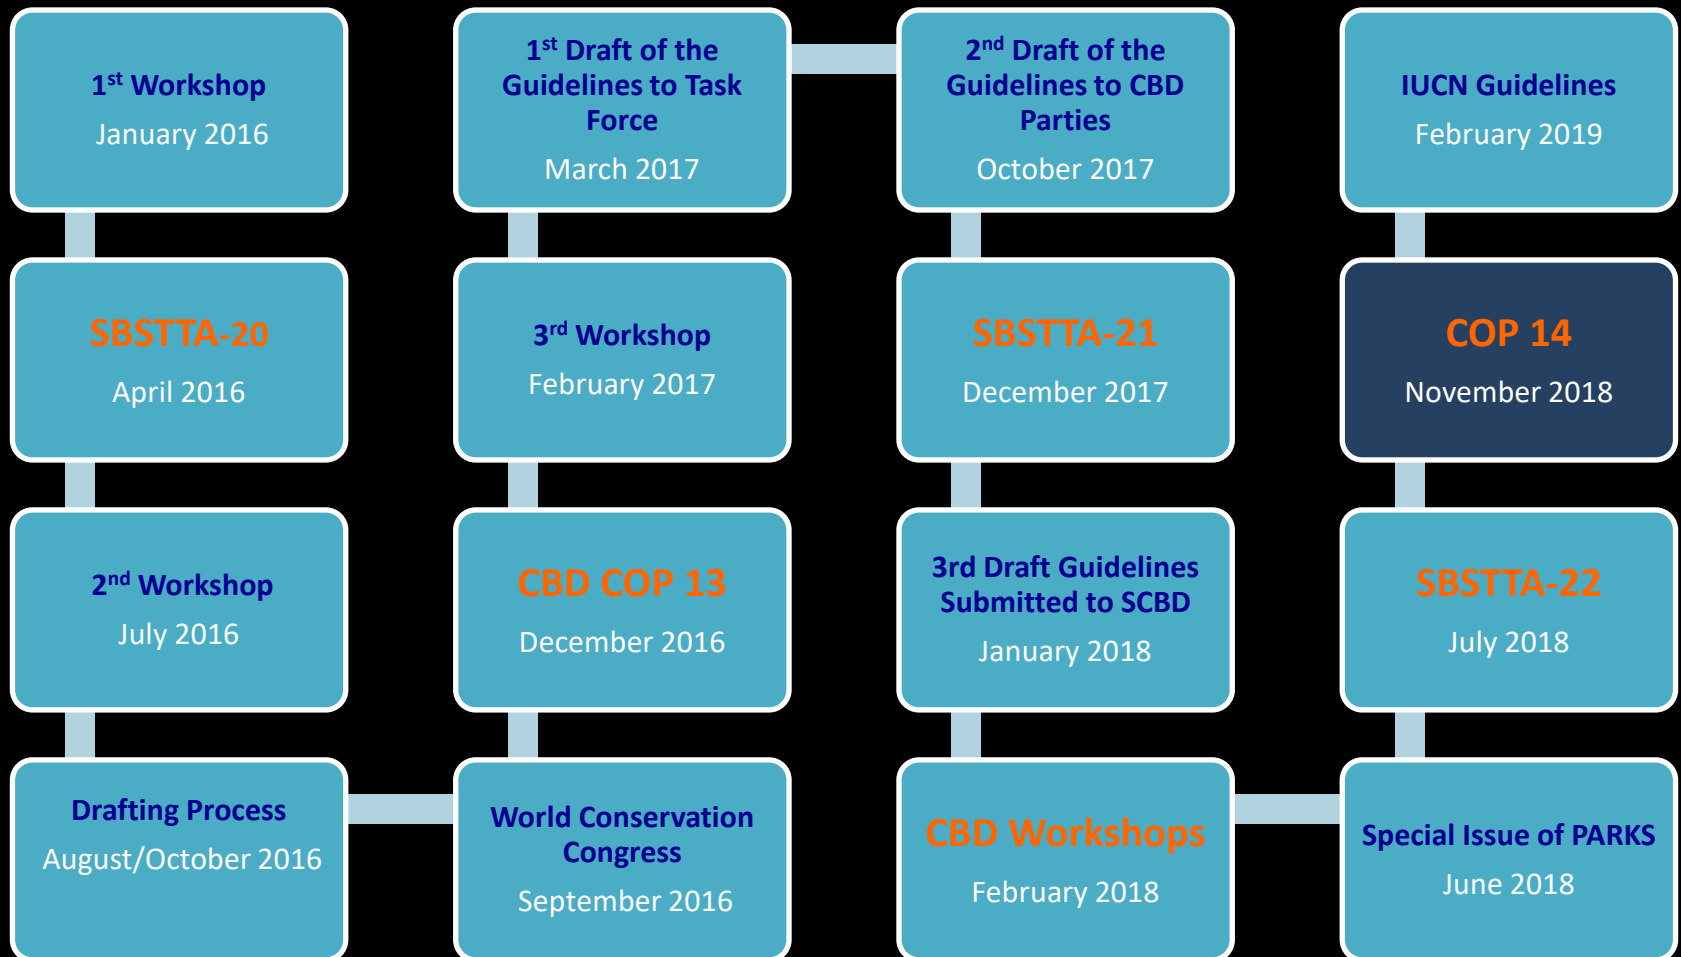 1st Workshop
January 2016
SBSTTA-20
April 2016
2nd Workshop
July 2016
Drafting Process
August/October 2016
World Conservation
Congress
September 2016
CBD COP 13
December 2016
3rd Workshop
February 2017
1st Draft of the
Guidelines to Task
Force
March 2017
2nd Draft of the
Guidelines to CBD
Parties
October 2017
SBSTTA-21
December 2017
3rd Draft Guidelines
Submitted to SCBD
January 2018
CBD Workshops
February 2018
Special Issue of PARKS
June 2018
SBSTTA-22
July 2018
COP 14
November 2018
IUCN Guidelines
February 2019